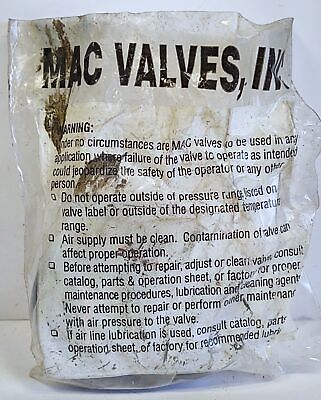 MAC VALVES, IN
WARNING:
nder no circumstances are MAC valves to be used in any
application where failure of the valve to operate as intended
could jeopardize the safety of the operator or any other
person.
□ Do not operate outside of pressure range listed on
valve label or outside of the designated temperature
range.
□ Air supply must be clean. Contamination of valve can
affect proper operation.
□ Before attempting to repair, adjust or clean valve consult
catalog, parts & operation sheet, or factory for proper
maintenance procedures, lubrication and cleaning agents
Never attempt to repair or perform other maintenance
with air pressure to the valve.
□ If air line lubrication is used, consult catalog, parts
operation sheet, of factory for recommended lubri